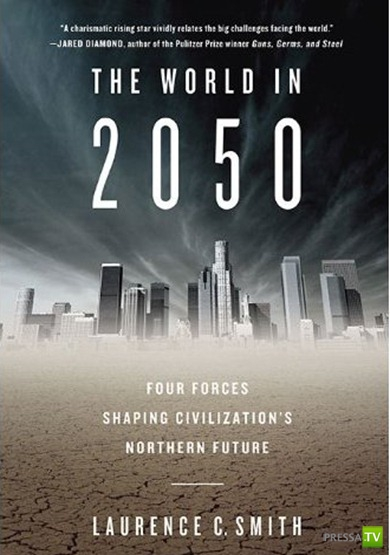 "A charismatic rising star vividly relates the big challenges facing the world."
—JARED DIAMOND, author of the Pulitzer Prize winner Guns, Germs, and Steel
THE WORLD IN
2050
FOUR FORCES
SHAPING CIVILIZATION'S
NORTHERN FUTURE
LAURENCE C. SMITH
PRESSA.TV